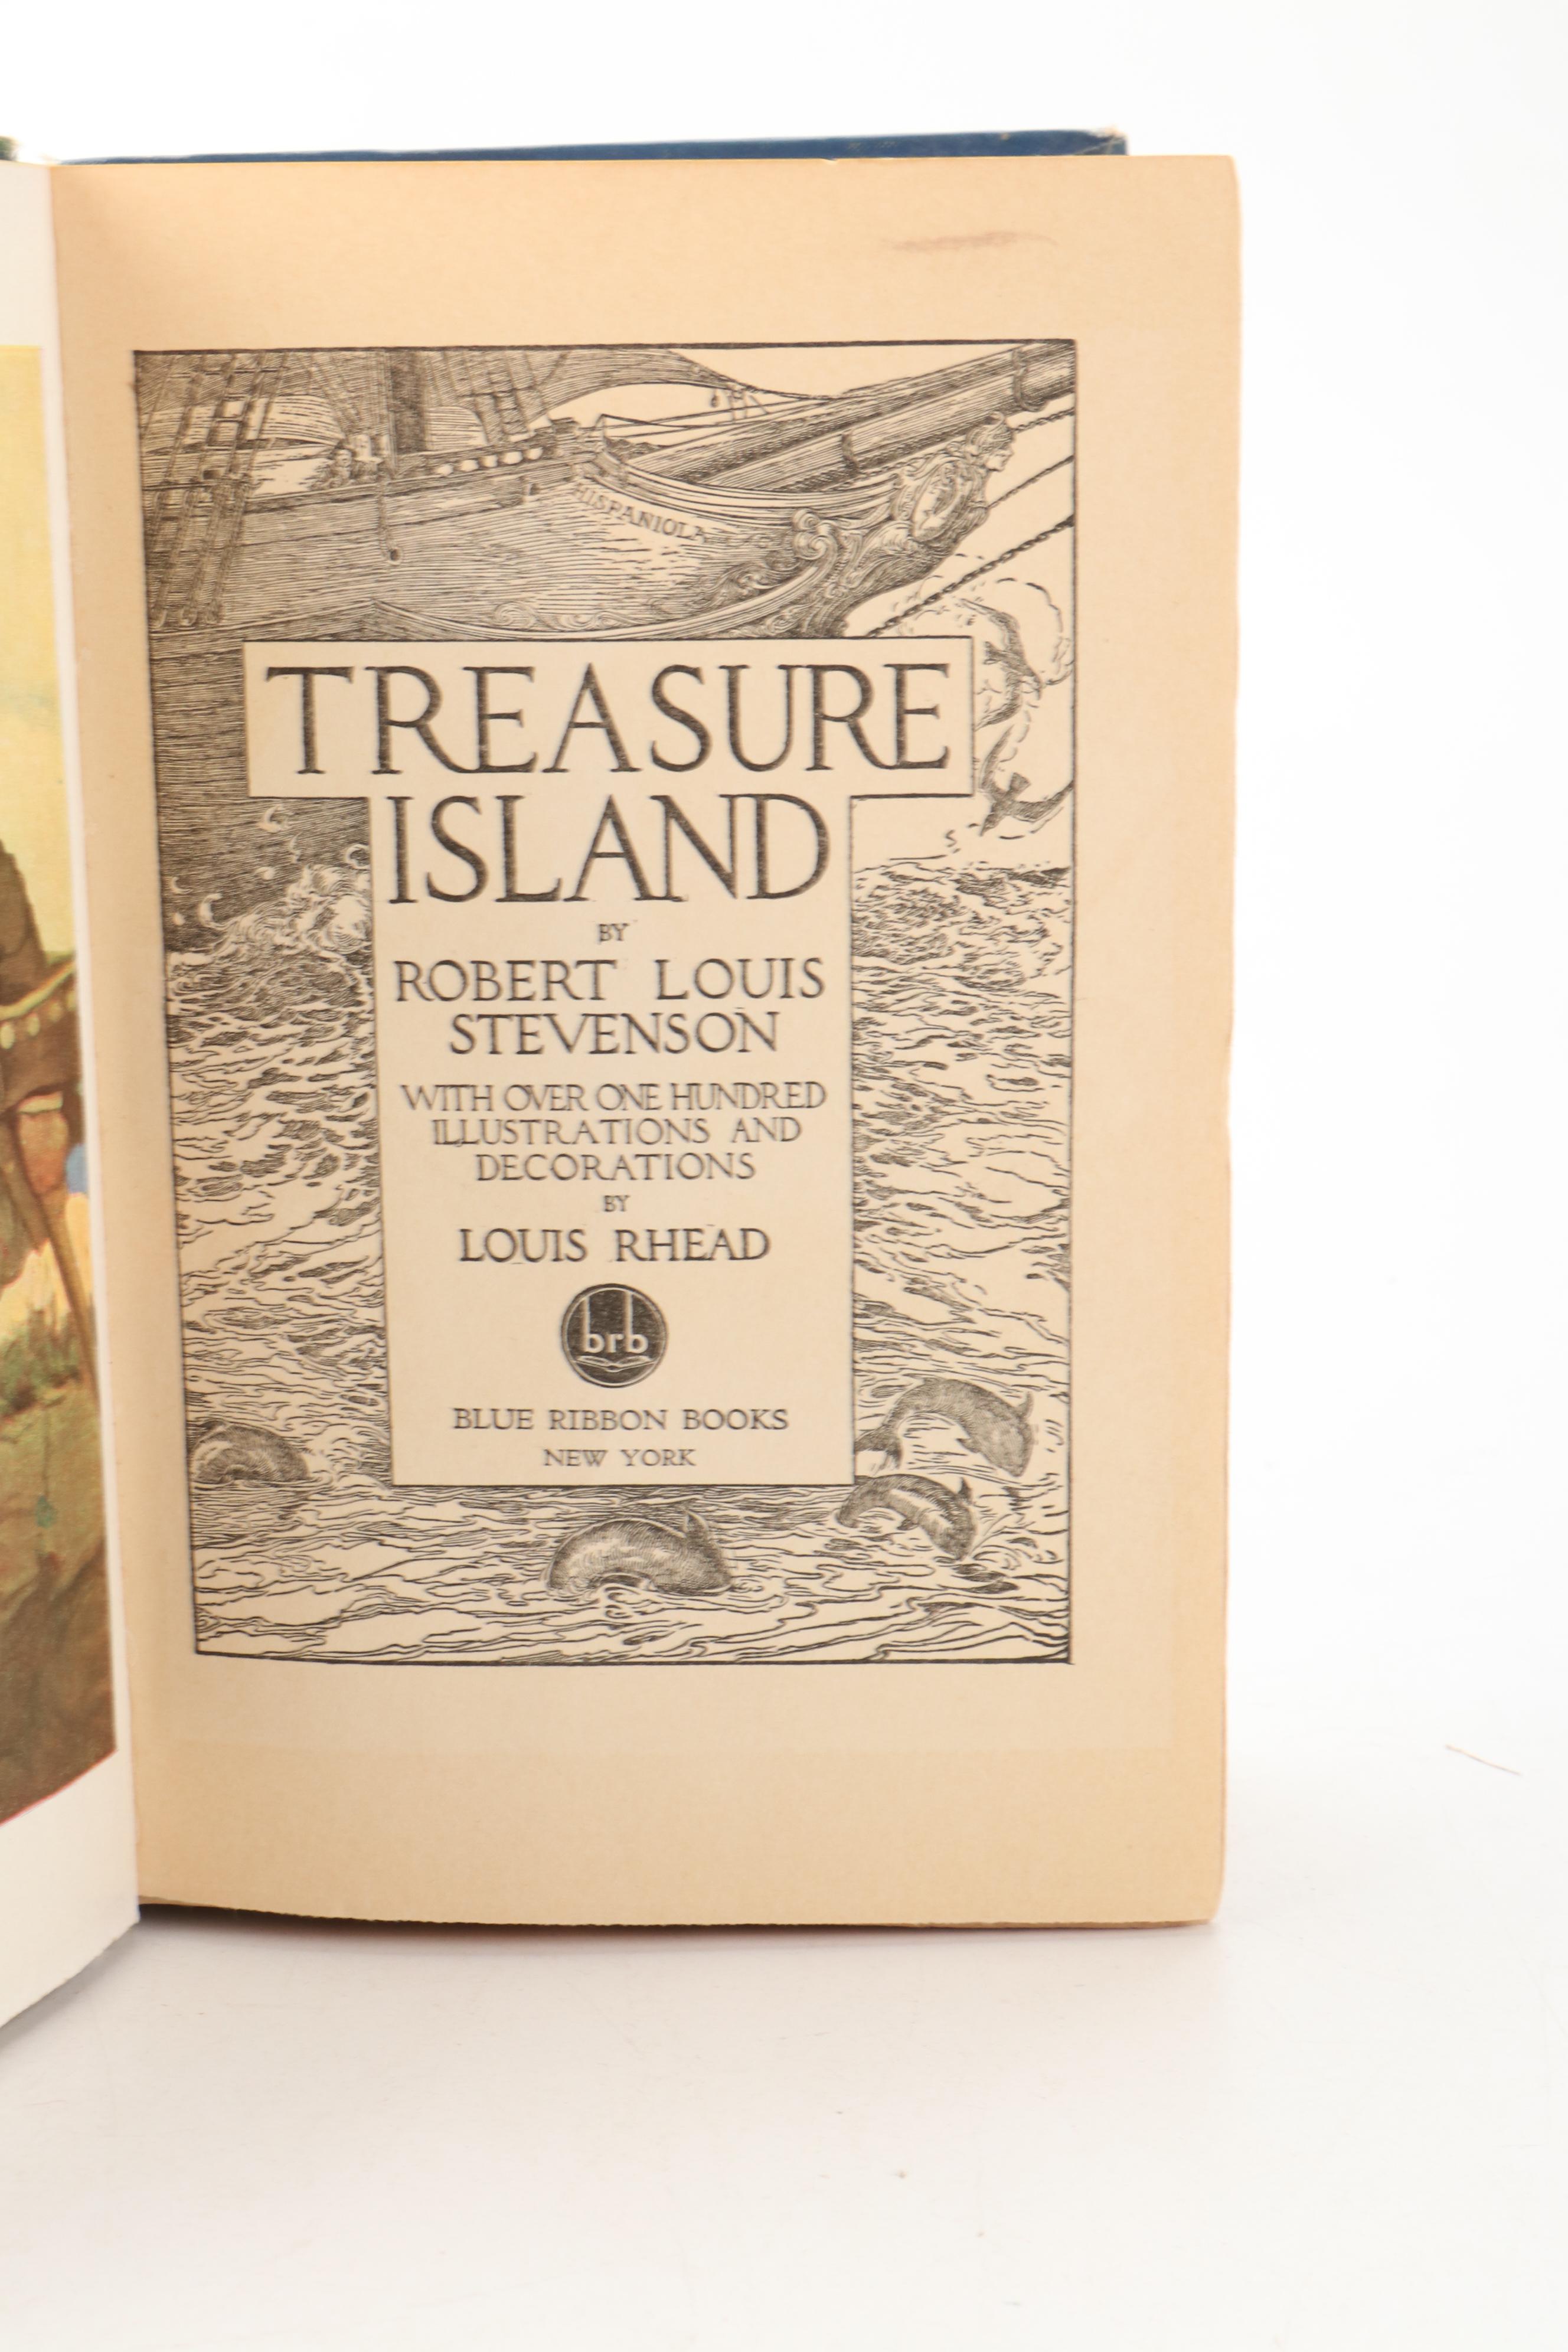 HISPANIOLA
TREASURE
ISLAND
BY
ROBERT LOUIS
STEVENSON
WITH OVER ONE HUNDRED
ILLUSTRATIONS AND
DECORATIONS
BY
LOUIS RHEAD
brb
BLUE RIBBON BOOKS
NEW YORK